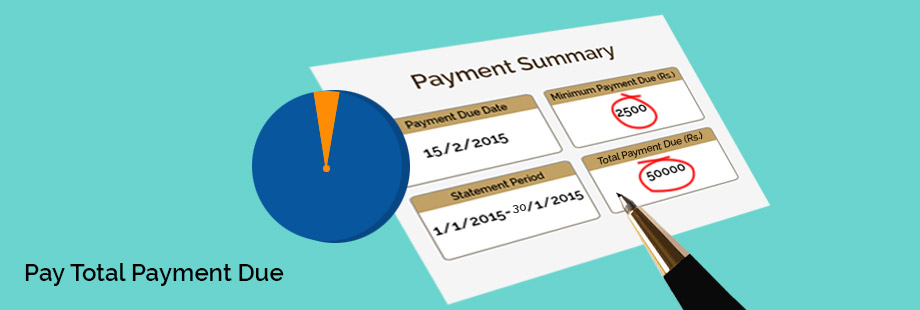 Payment Summary
Payment Due Date
15/2/2015
Minimum Payment Due (Rs.)
2500
Statement Period
1/1/2015-30/1/2015
Total Payment Due (Rs.)
50000
Pay Total Payment Due